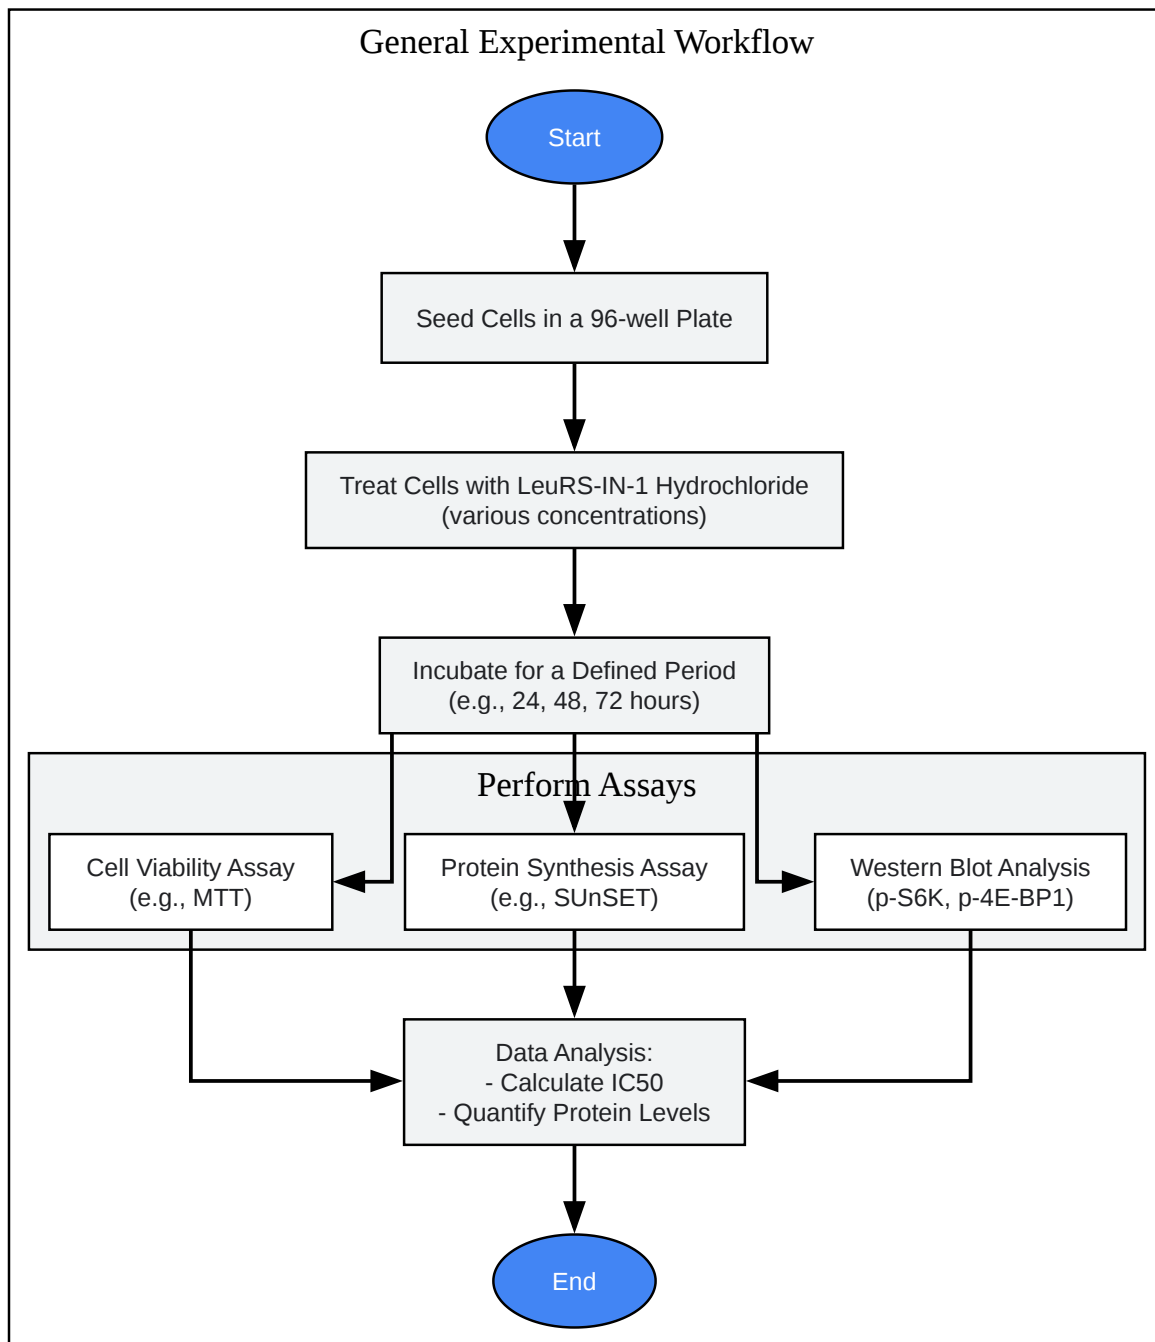 General Experimental Workflow
Start
Seed Cells in a 96-well Plate
Treat Cells with LeuRS-IN-1 Hydrochloride
(various concentrations)
Incubate for a Defined Period
(e.g., 24, 48, 72 hours)
Perform Assays
Cell Viability Assay
(e.g., MTT)
Protein Synthesis Assay
(e.g., SUnSET)
Western Blot Analysis
(p-S6K, p-4E-BP1)
Data Analysis:
- Calculate IC50
- Quantify Protein Levels
End